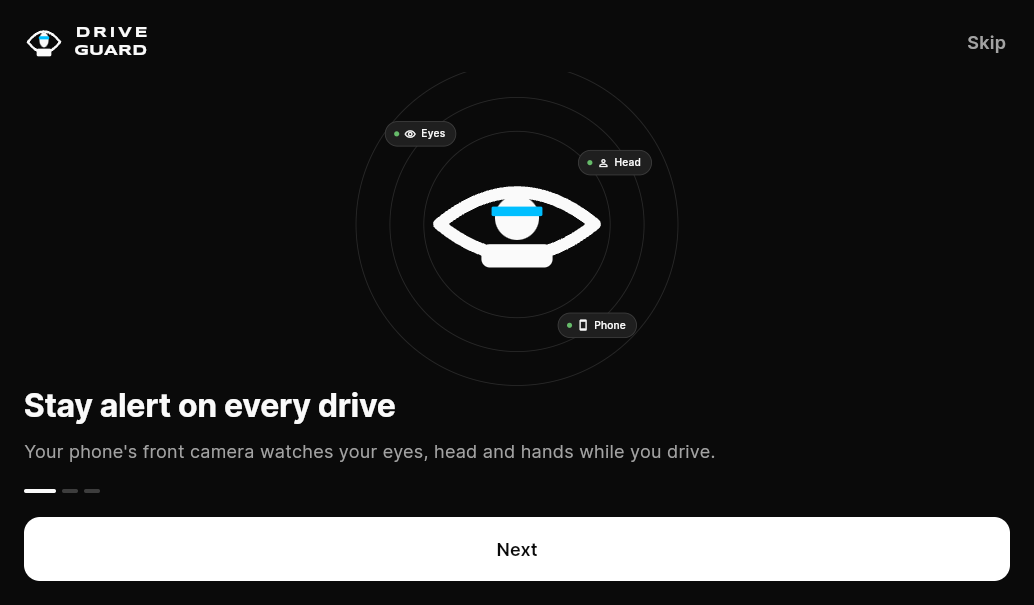 DRIVE
GUARD
Skip
Eyes
Head
Phone
Stay alert on every drive
Your phone's front camera watches your eyes, head and hands while you drive.
Next